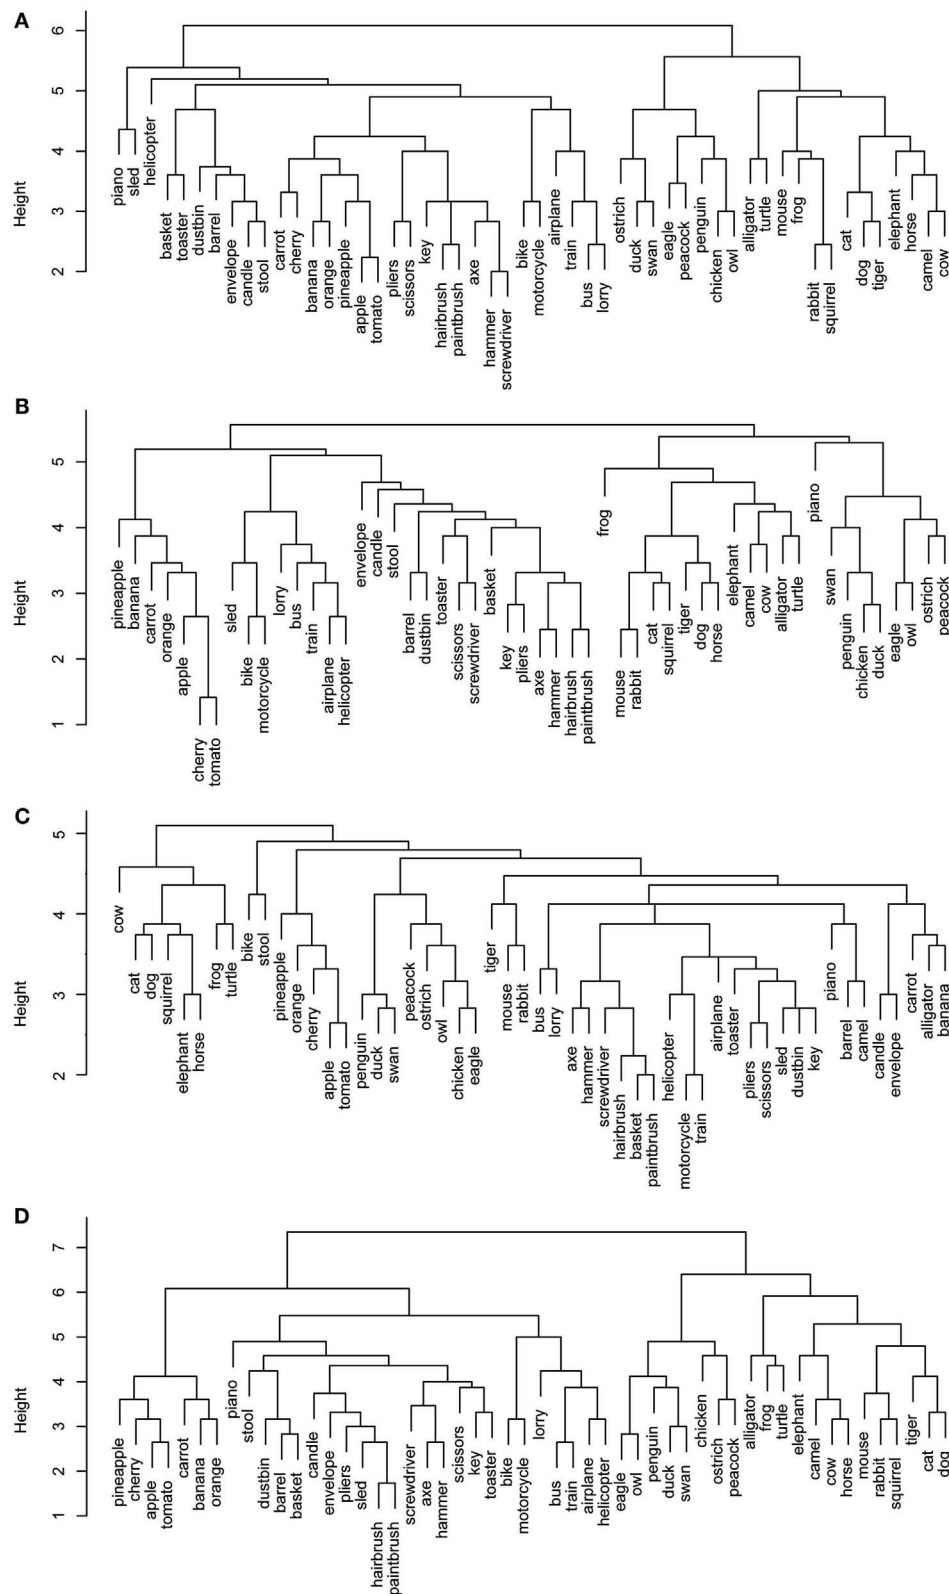 A
Height
6
5
4
3
2
piano
sled
helicopter
basket
toaster
dustbin
barrel
envelope
candle
stool
carrot
cherry
banana
orange
pineapple
apple
tomato
pliers
scissors
key
hairbrush
paintbrush
axe
hammer
screwdriver
bike
motorcycle
airplane
train
bus
lorry
ostrich
duck
swan
eagle
peacock
penguin
chicken
owl
alligator
turtle
mouse
frog
rabbit
squirrel
cat
dog
tiger
elephant
horse
camel
cow
B
Height
5
4
3
2
1
pineapple
banana
carrot
orange
apple
cherry
tomato
sled
bike
motorcycle
lorry
bus
train
airplane
helicopter
envelope
candle
stool
barrel
dustbin
toaster
scissors
screwdriver
basket
key
pliers
axe
hammer
hairbrush
paintbrush
frog
mouse
rabbit
cat
squirrel
tiger
dog
horse
elephant
camel
cow
alligator
turtle
piano
swan
penguin
chicken
duck
eagle
owl
ostrich
peacock
C
Height
5
4
3
2
cow
cat
dog
squirrel
elephant
horse
frog
turtle
bike
stool
pineapple
orange
cherry
apple
tomato
penguin
duck
swan
peacock
ostrich
owl
chicken
eagle
tiger
mouse
rabbit
bus
lorry
axe
hammer
screwdriver
hairbrush
basket
paintbrush
helicopter
motorcycle
train
airplane
toaster
pliers
scissors
sled
dustbin
key
piano
barrel
camel
candle
envelope
carrot
alligator
banana
D
Height
7
6
5
4
3
2
1
pineapple
cherry
apple
tomato
carrot
banana
orange
piano
stool
dustbin
barrel
basket
candle
envelope
pliers
sled
hairbrush
paintbrush
screwdriver
axe
hammer
scissors
key
toaster
bike
motorcycle
lorry
bus
train
airplane
helicopter
eagle
owl
penguin
duck
swan
chicken
ostrich
peacock
alligator
frog
turtle
elephant
camel
cow
horse
mouse
rabbit
squirrel
tiger
cat
dog